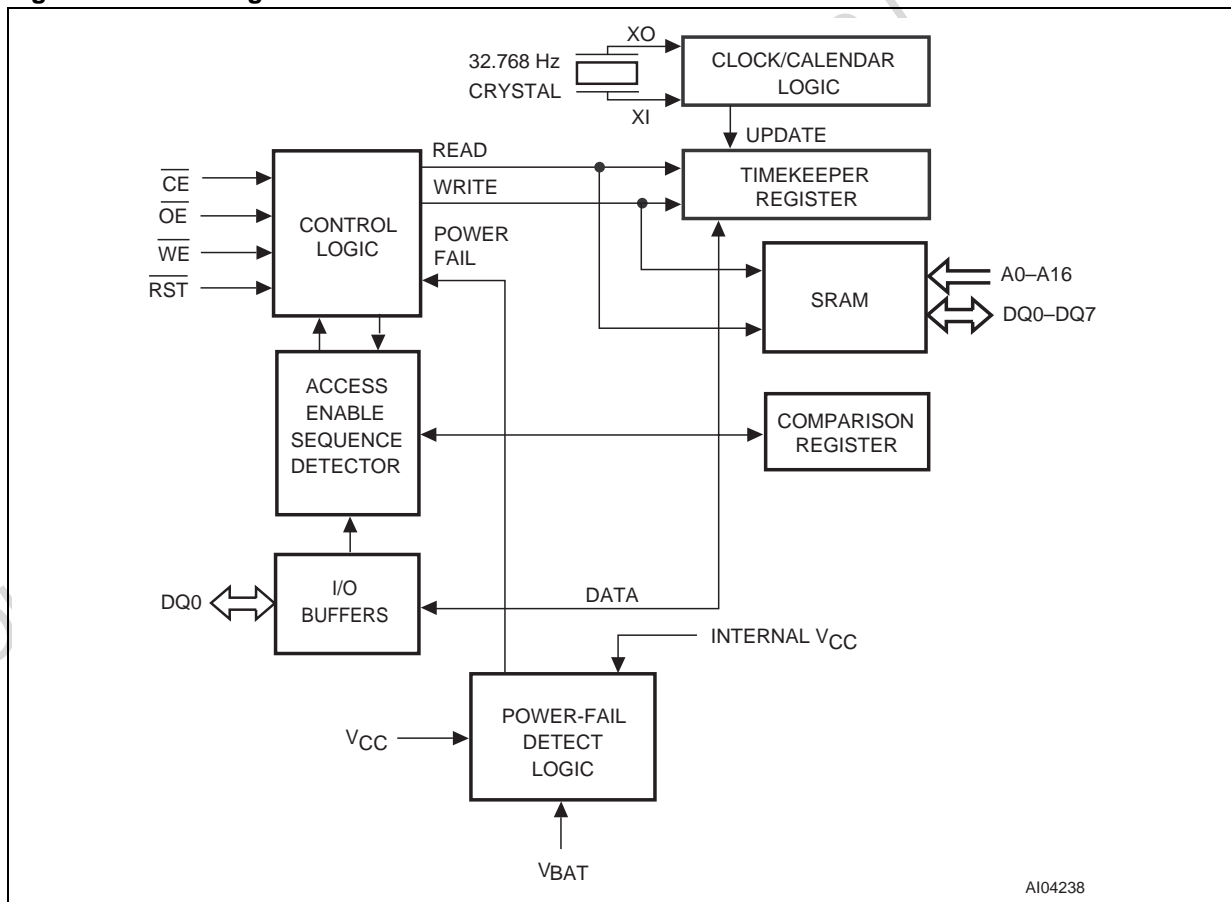 XO
32.768 Hz
CRYSTAL
XI
CLOCK/CALENDAR
LOGIC
UPDATE
READ
WRITE
TIMEKEEPER
REGISTER
CE
OE
WE
RST
CONTROL
LOGIC
POWER
FAIL
SRAM
A0–A16
DQ0–DQ7
ACCESS
ENABLE
SEQUENCE
DETECTOR
COMPARISON
REGISTER
DQ0
I/O
BUFFERS
DATA
INTERNAL VCC
POWER-FAIL
DETECT
LOGIC
VCC
VBAT
AI04238